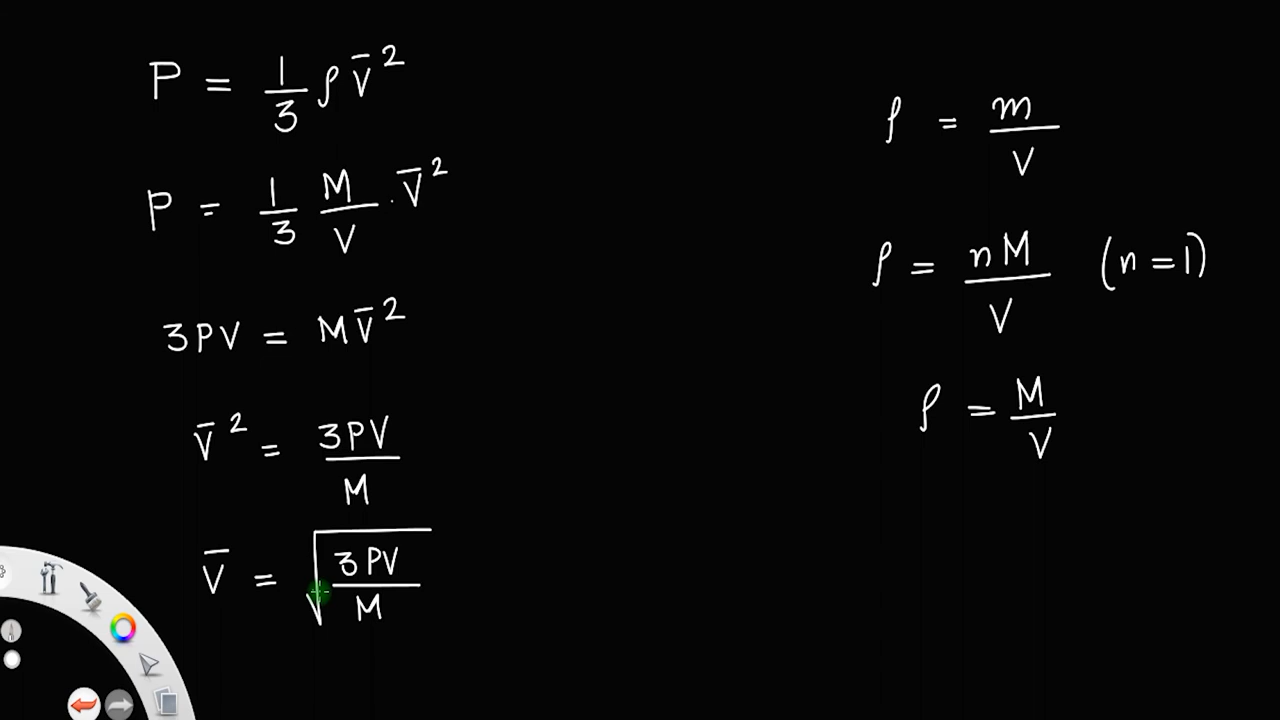 P = 1/3 ρ V̄²
P = 1/3 M/V . V̄²
3PV = M V̄²
V̄² = 3PV/M
V̄ = √(3PV/M)
ρ = m/V
ρ = nM/V (n = 1)
ρ = M/V